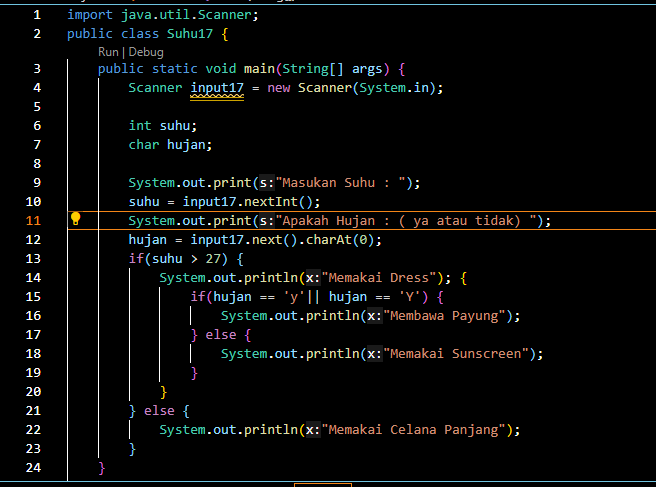 1 import java.util.Scanner;
2 public class Suhu17 {
Run | Debug
3 public static void main(String[] args) {
4 Scanner input17 = new Scanner(System.in);
5
6 int suhu;
7 char hujan;
8
9 System.out.print(s:"Masukan Suhu : ");
10 suhu = input17.nextInt();
11 System.out.print(s:"Apakah Hujan : ( ya atau tidak) ");
12 hujan = input17.next().charAt(0);
13 if(suhu > 27) {
14 System.out.println(x:"Memakai Dress"); {
15 if(hujan == 'y'|| hujan == 'Y') {
16 System.out.println(x:"Membawa Payung");
17 } else {
18 System.out.println(x:"Memakai Sunscreen");
19 }
20 }
21 } else {
22 System.out.println(x:"Memakai Celana Panjang");
23 }
24 }